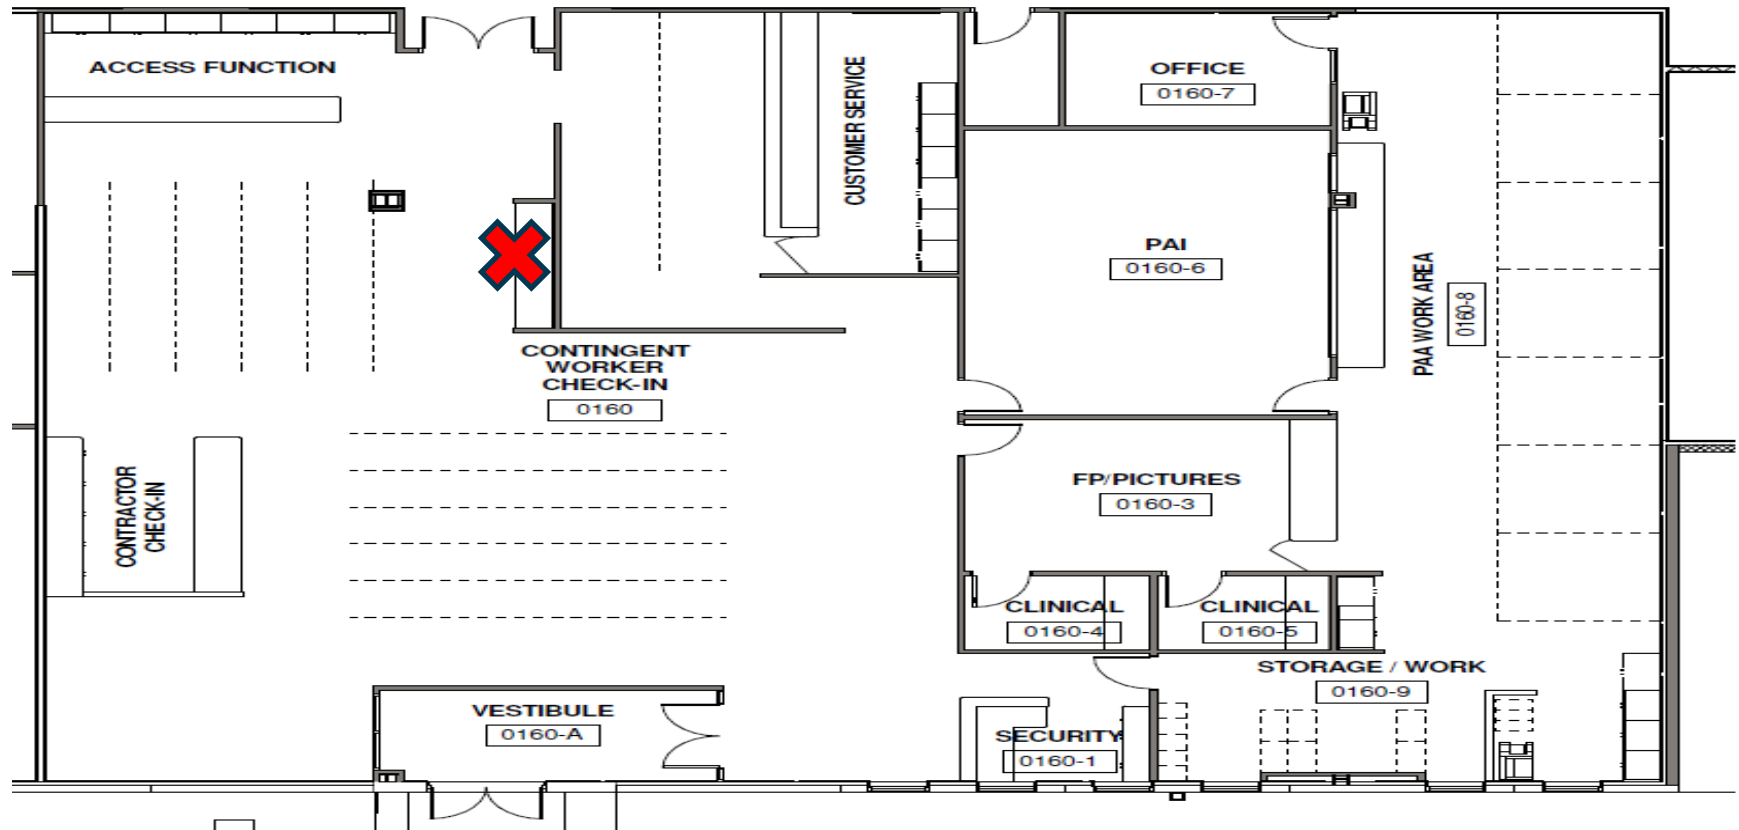 ACCESS FUNCTION
CUSTOMER SERVICE
OFFICE
0160-7
PAI
0160-6
PAA WORK AREA
0160-8
CONTINGENT
WORKER
CHECK-IN
0160
CONTRACTOR
CHECK-IN
FP/PICTURES
0160-3
CLINICAL
0160-4
CLINICAL
0160-5
STORAGE / WORK
0160-9
VESTIBULE
0160-A
SECURITY
0160-1